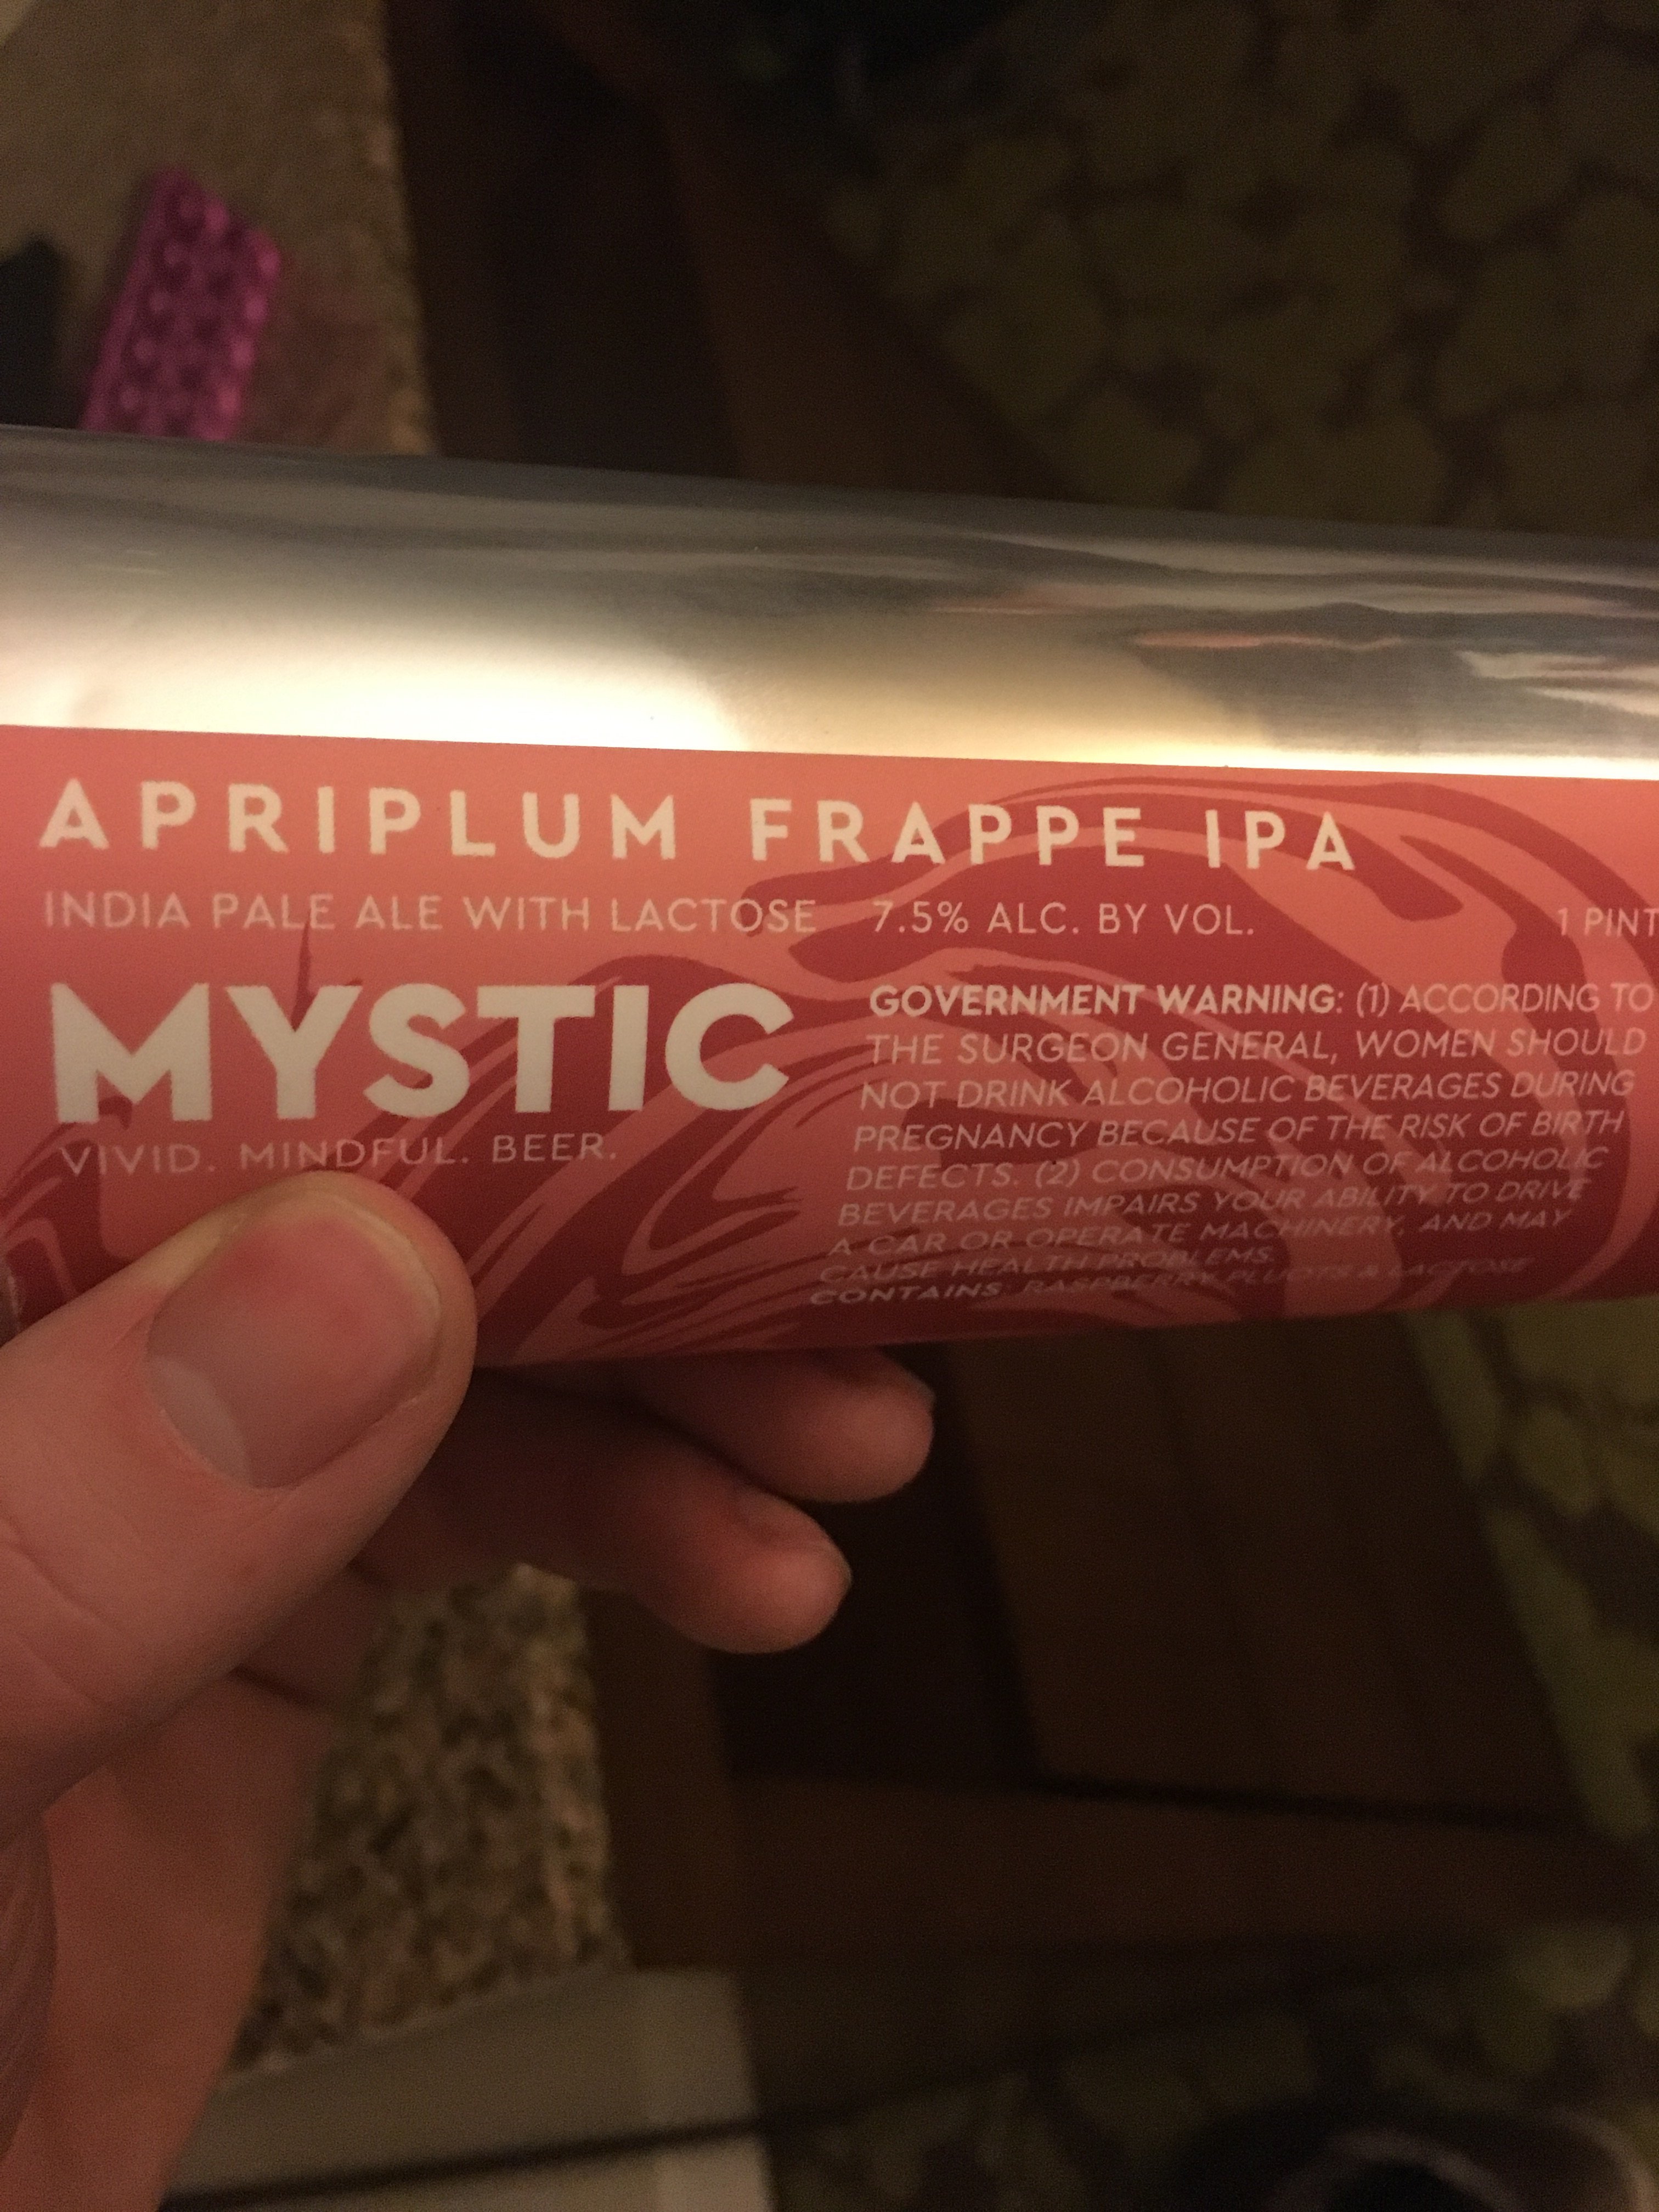 APRIPLUM FRAPPE IPA
INDIA PALE ALE WITH LACTOSE 7.5% ALC. BY VOL. 1 PINT
MYSTIC
VIVID. MINDFUL. BEER.
GOVERNMENT WARNING: (1) ACCORDING TO
THE SURGEON GENERAL, WOMEN SHOULD
NOT DRINK ALCOHOLIC BEVERAGES DURING
PREGNANCY BECAUSE OF THE RISK OF BIRTH
DEFECTS. (2) CONSUMPTION OF ALCOHOLIC
BEVERAGES IMPAIRS YOUR ABILITY TO DRIVE
A CAR OR OPERATE MACHINERY, AND MAY
CAUSE HEALTH PROBLEMS.
CONTAINS: RASPBERRY, PLUOTS & LACTOSE